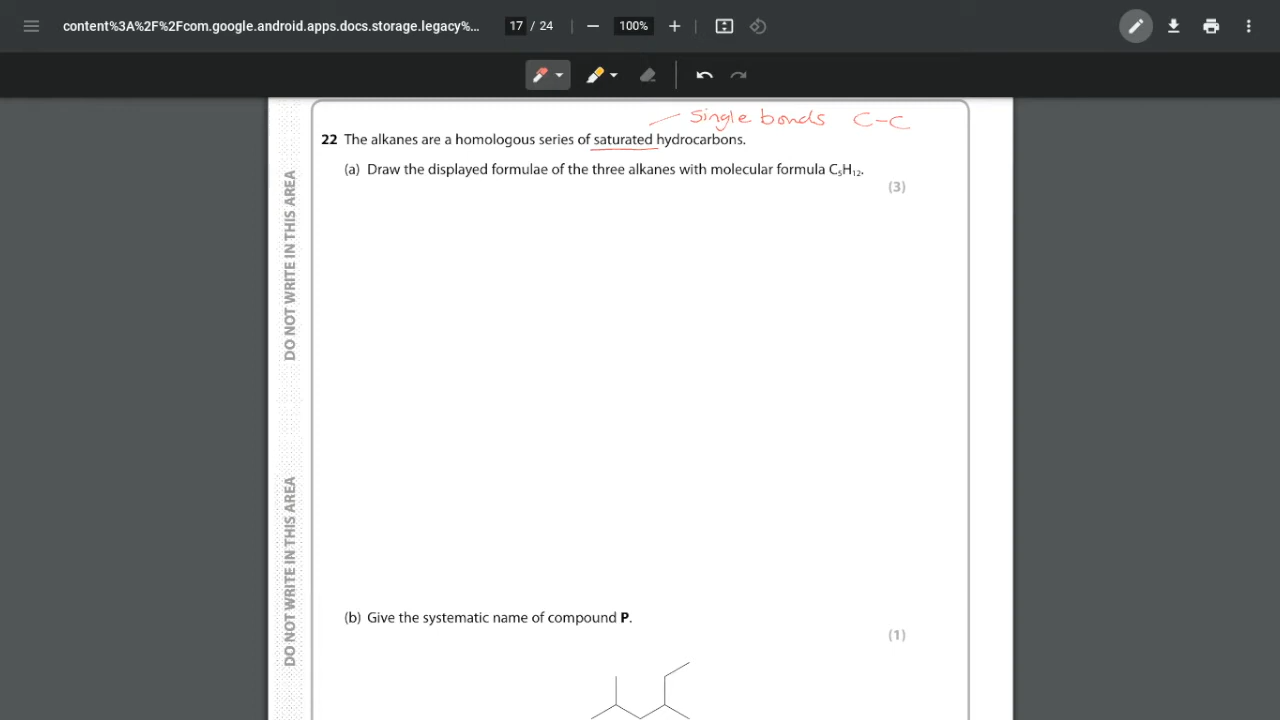 content%3A%2F%2Fcom.google.android.apps.docs.storage.legacy%... 17 / 24 100%
Single bonds C-C
22 The alkanes are a homologous series of saturated hydrocarbons.
(a) Draw the displayed formulae of the three alkanes with molecular formula C₅H₁₂.
(3)
DO NOT WRITE IN THIS AREA
DO NOT WRITE IN THIS AREA
(b) Give the systematic name of compound P.
(1)